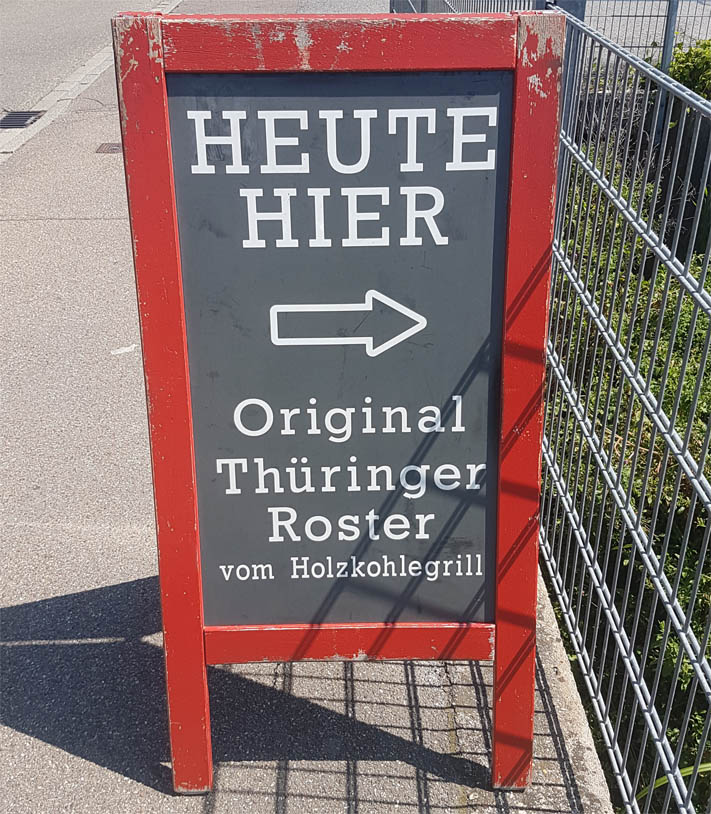 HEUTE
HIER
Original
Thüringer
Roster
vom Holzkohlegrill